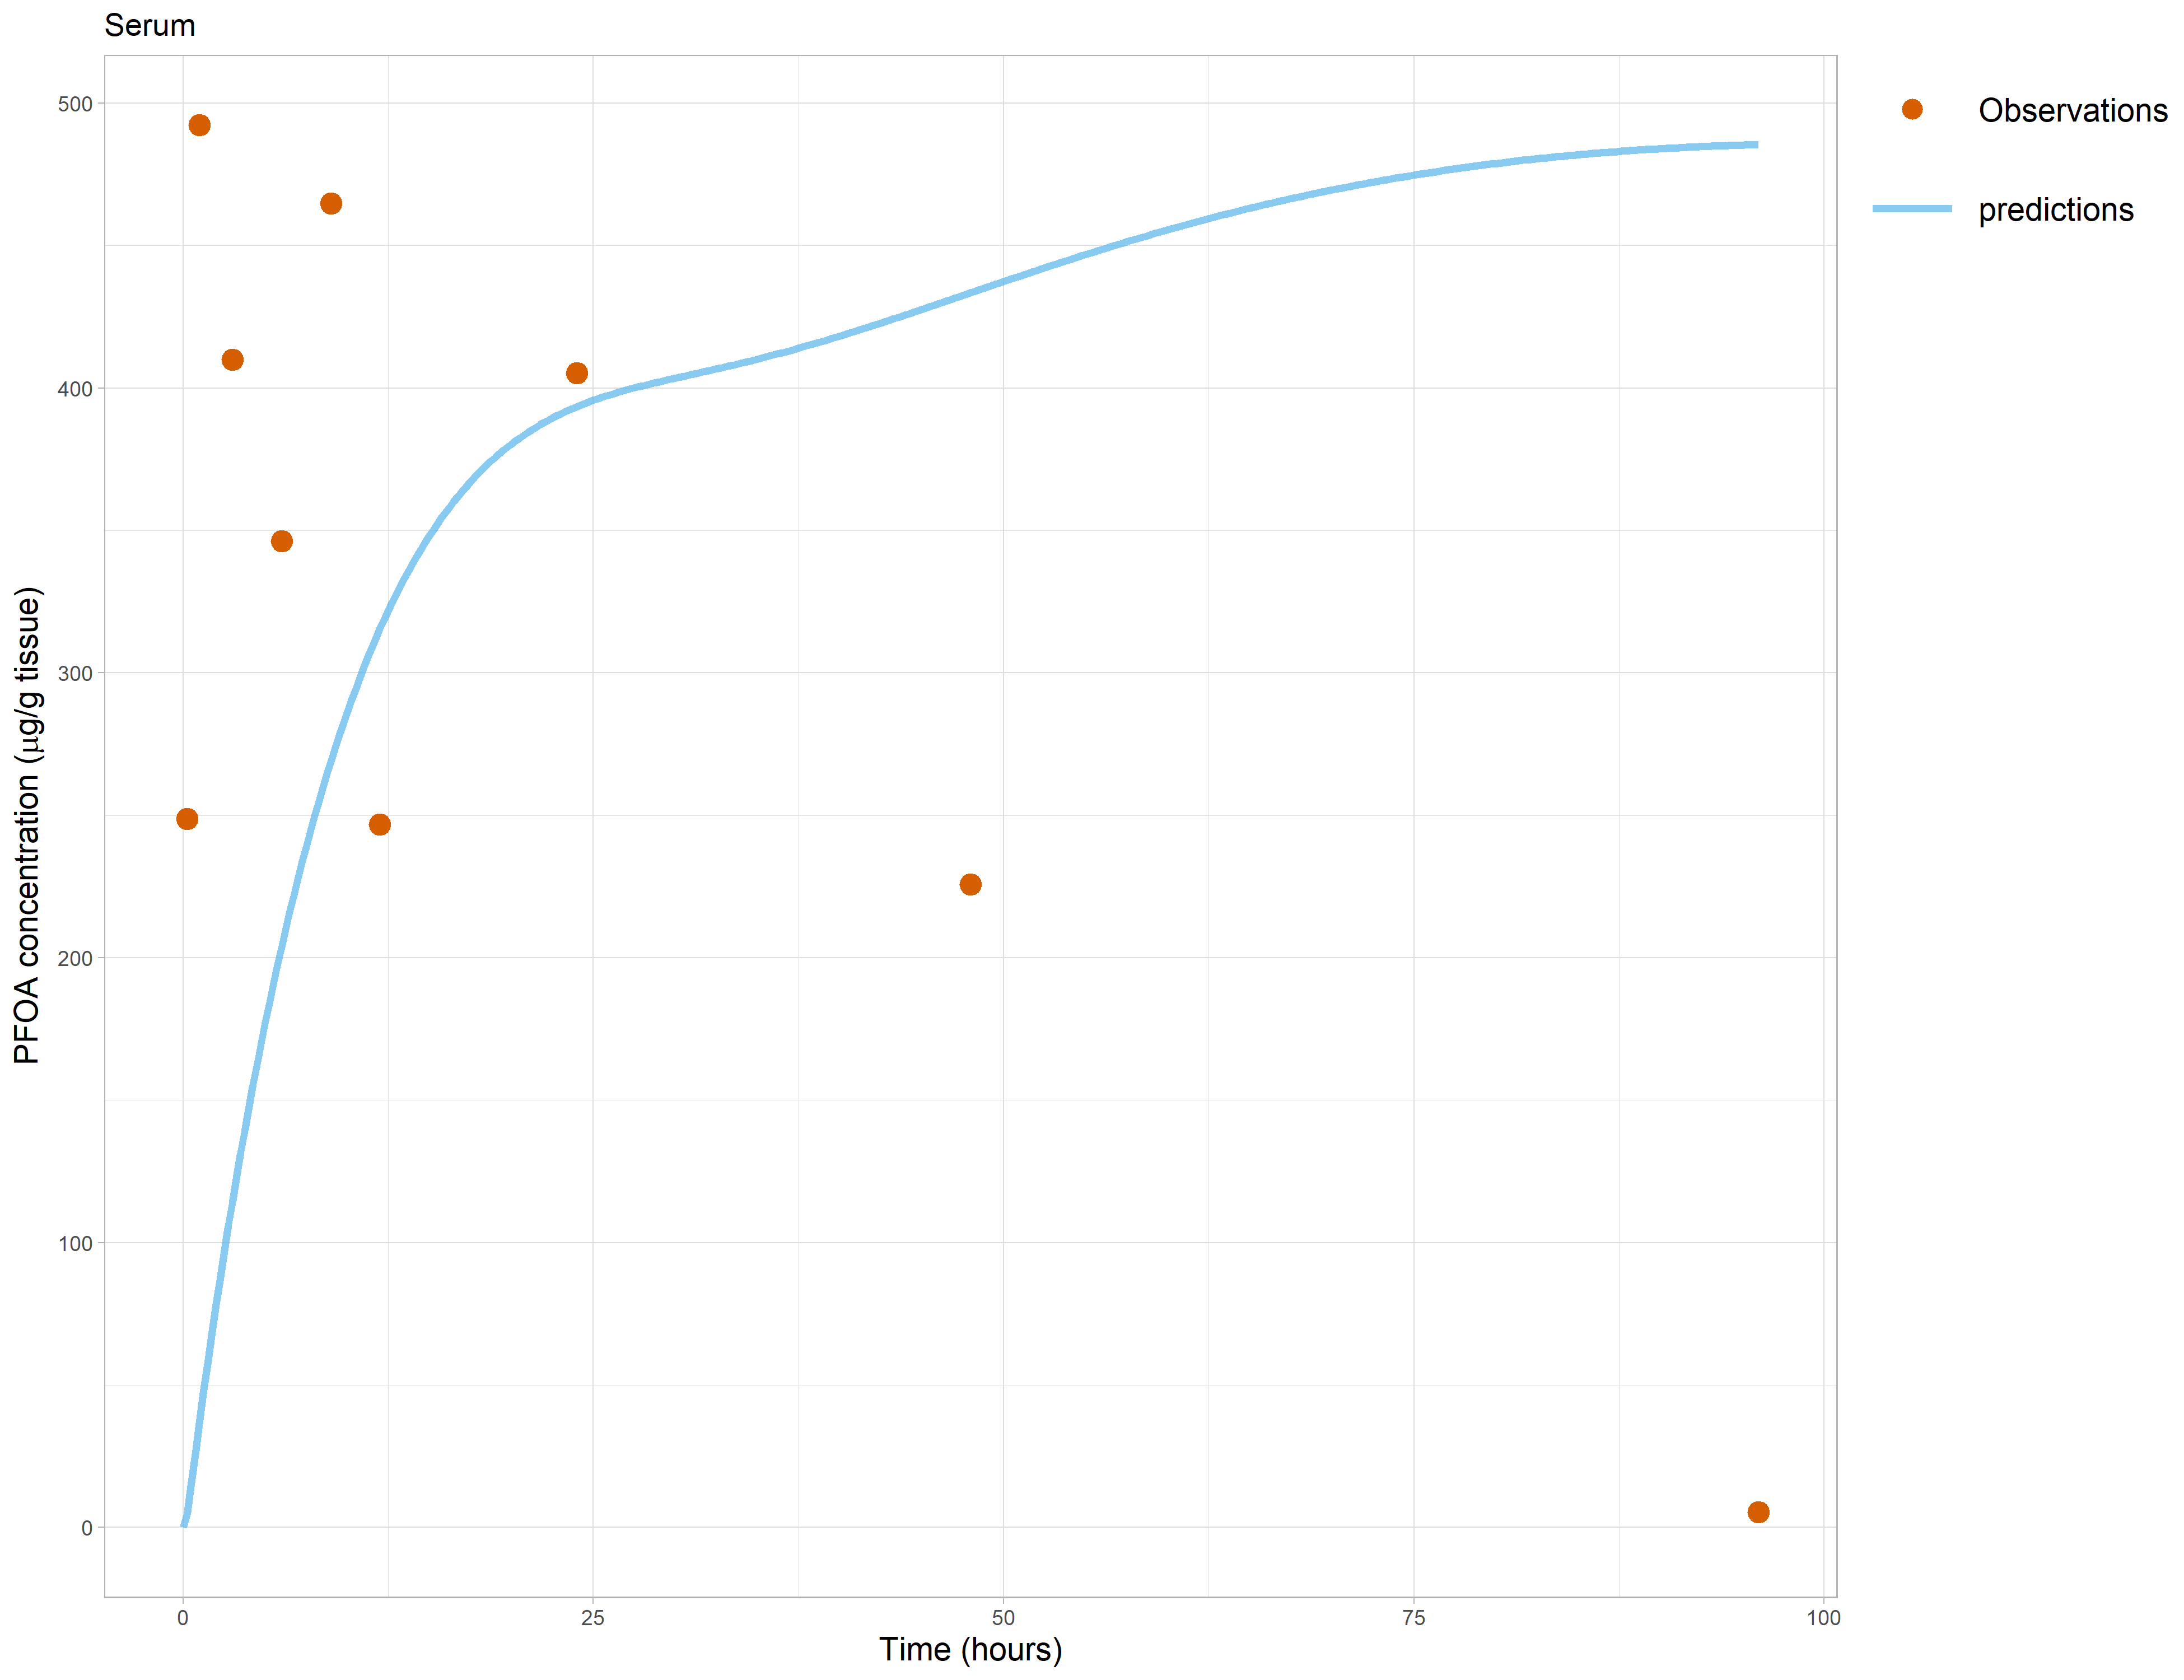 Serum
PFOA concentration (μg/g tissue)
500
400
300
200
100
0
0 25 50 75 100
Time (hours)
Observations
predictions